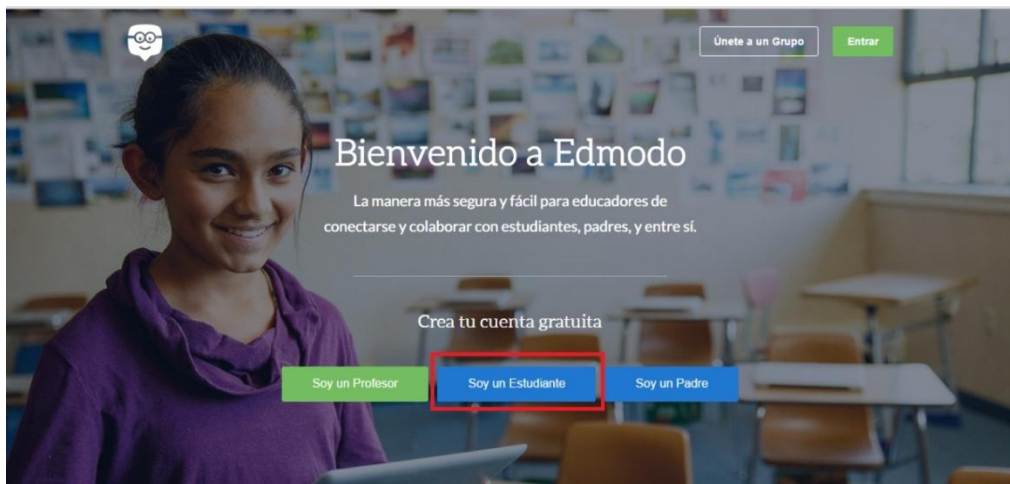 Únete a un Grupo
Entrar
Bienvenido a Edmodo
La manera más segura y fácil para educadores de
conectarse y colaborar con estudiantes, padres, y entre sí.
Crea tu cuenta gratuita
Soy un Profesor
Soy un Estudiante
Soy un Padre